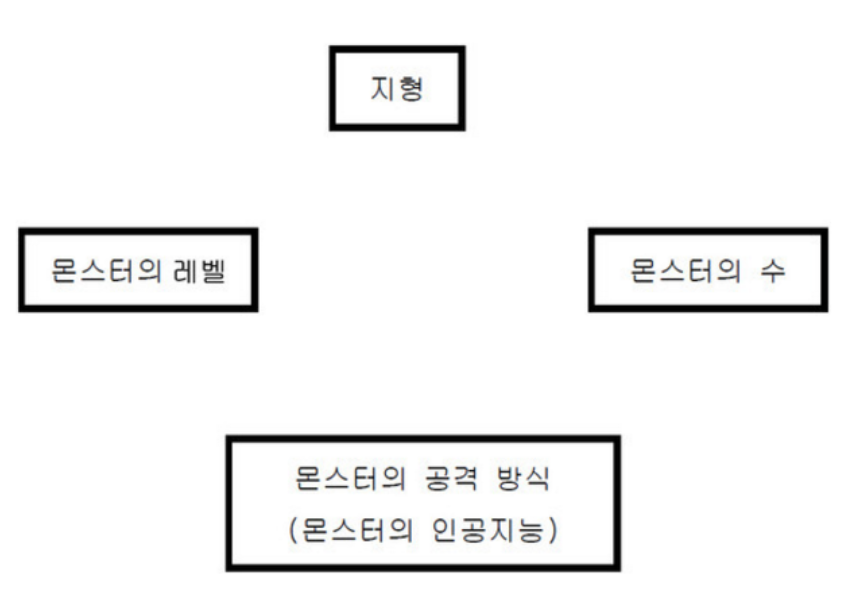 지형
몬스터의 레벨
몬스터의 수
몬스터의 공격 방식
(몬스터의 인공지능)